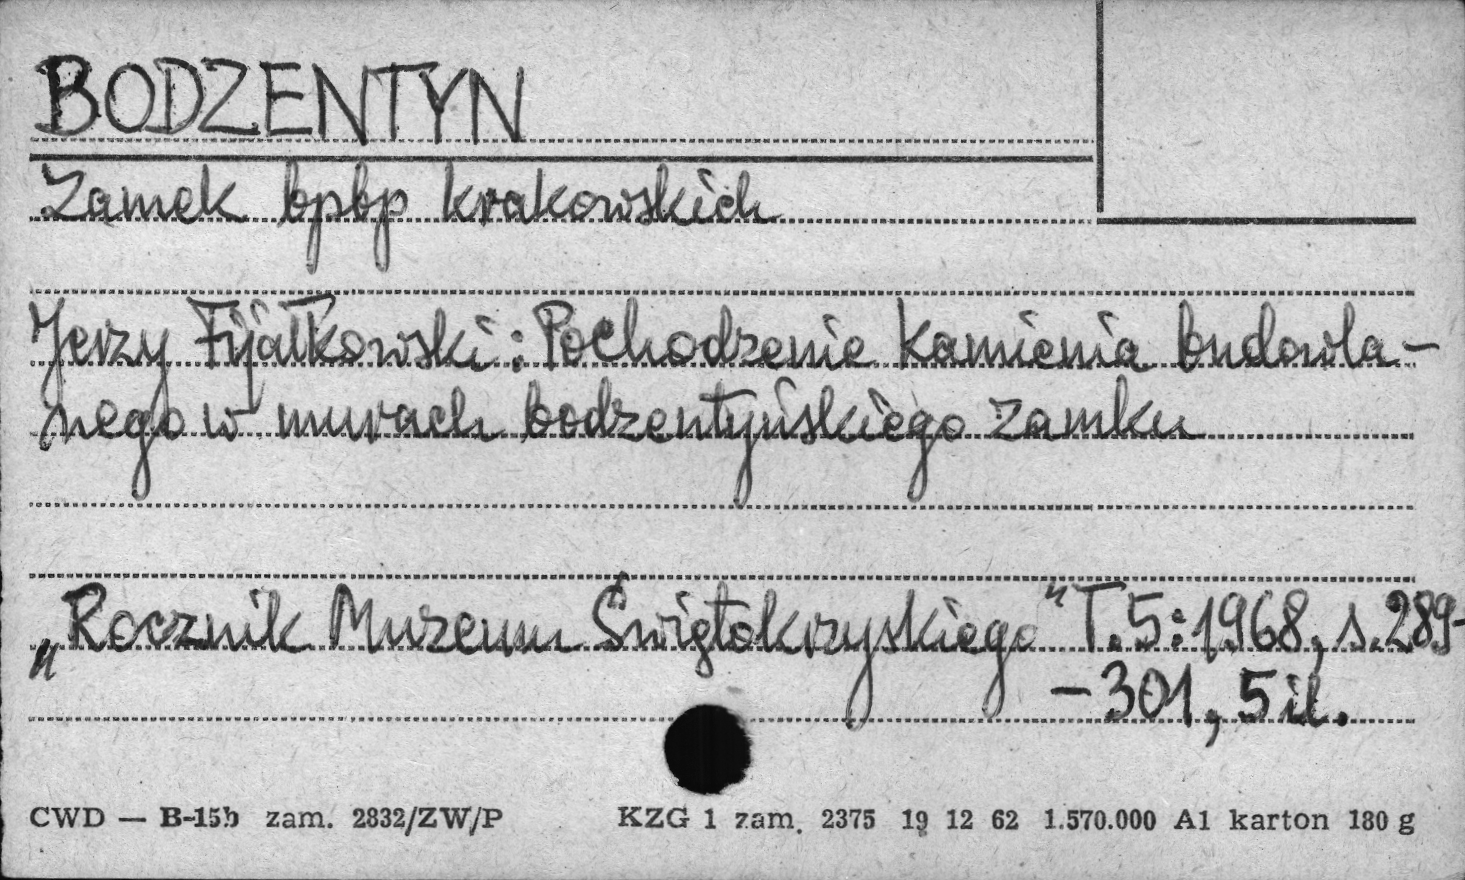 BODZENTYN
Zamek bpbp krakowskich
Jerzy Fijałkowski: Pochodzenie kamienia budowla-
nego w murach bodzentyńskiego zamku
„Rocznik Muzeum Świętokrzyskiego" T.5:1968, s.289-
-301, 5 il.
CWD — B-15b zam. 2832/ZW/P KZG 1 zam. 2375 19 12 62 1.570.000 A1 karton 180 g